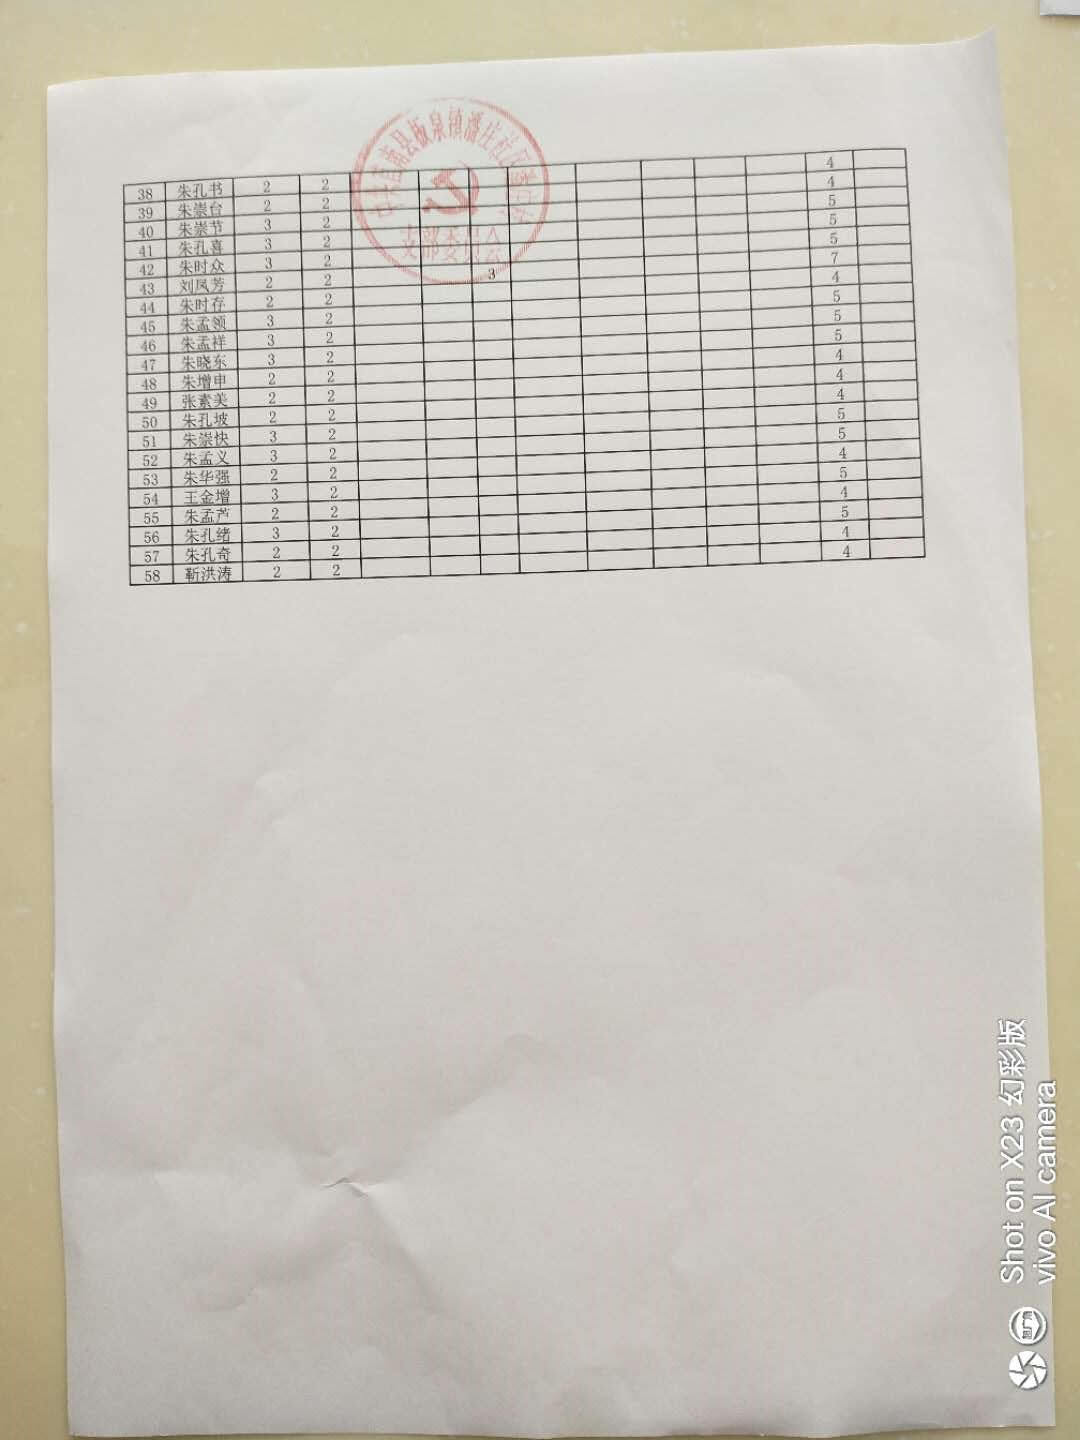 中共莒南县板泉镇潘庄社区
支部委员会
38 朱孔书 2 2 4
39 朱崇台 2 2 4
40 朱崇节 3 2 5
41 朱孔喜 3 2 5
42 朱时众 3 2 5
43 刘凤芳 2 2 3 7
44 朱时存 2 2 4
45 朱孟领 3 2 5
46 朱孟祥 3 2 5
47 朱晓东 3 2 5
48 朱增申 2 2 4
49 张素美 2 2 4
50 朱孔坡 2 2 4
51 朱崇快 3 2 5
52 朱孟义 3 2 5
53 朱华强 2 2 4
54 王金增 3 2 5
55 朱孟芦 2 2 4
56 朱孔绪 3 2 5
57 朱孔奇 2 2 4
58 靳洪涛 2 2 4
Shot on X23 幻彩版
vivo AI camera